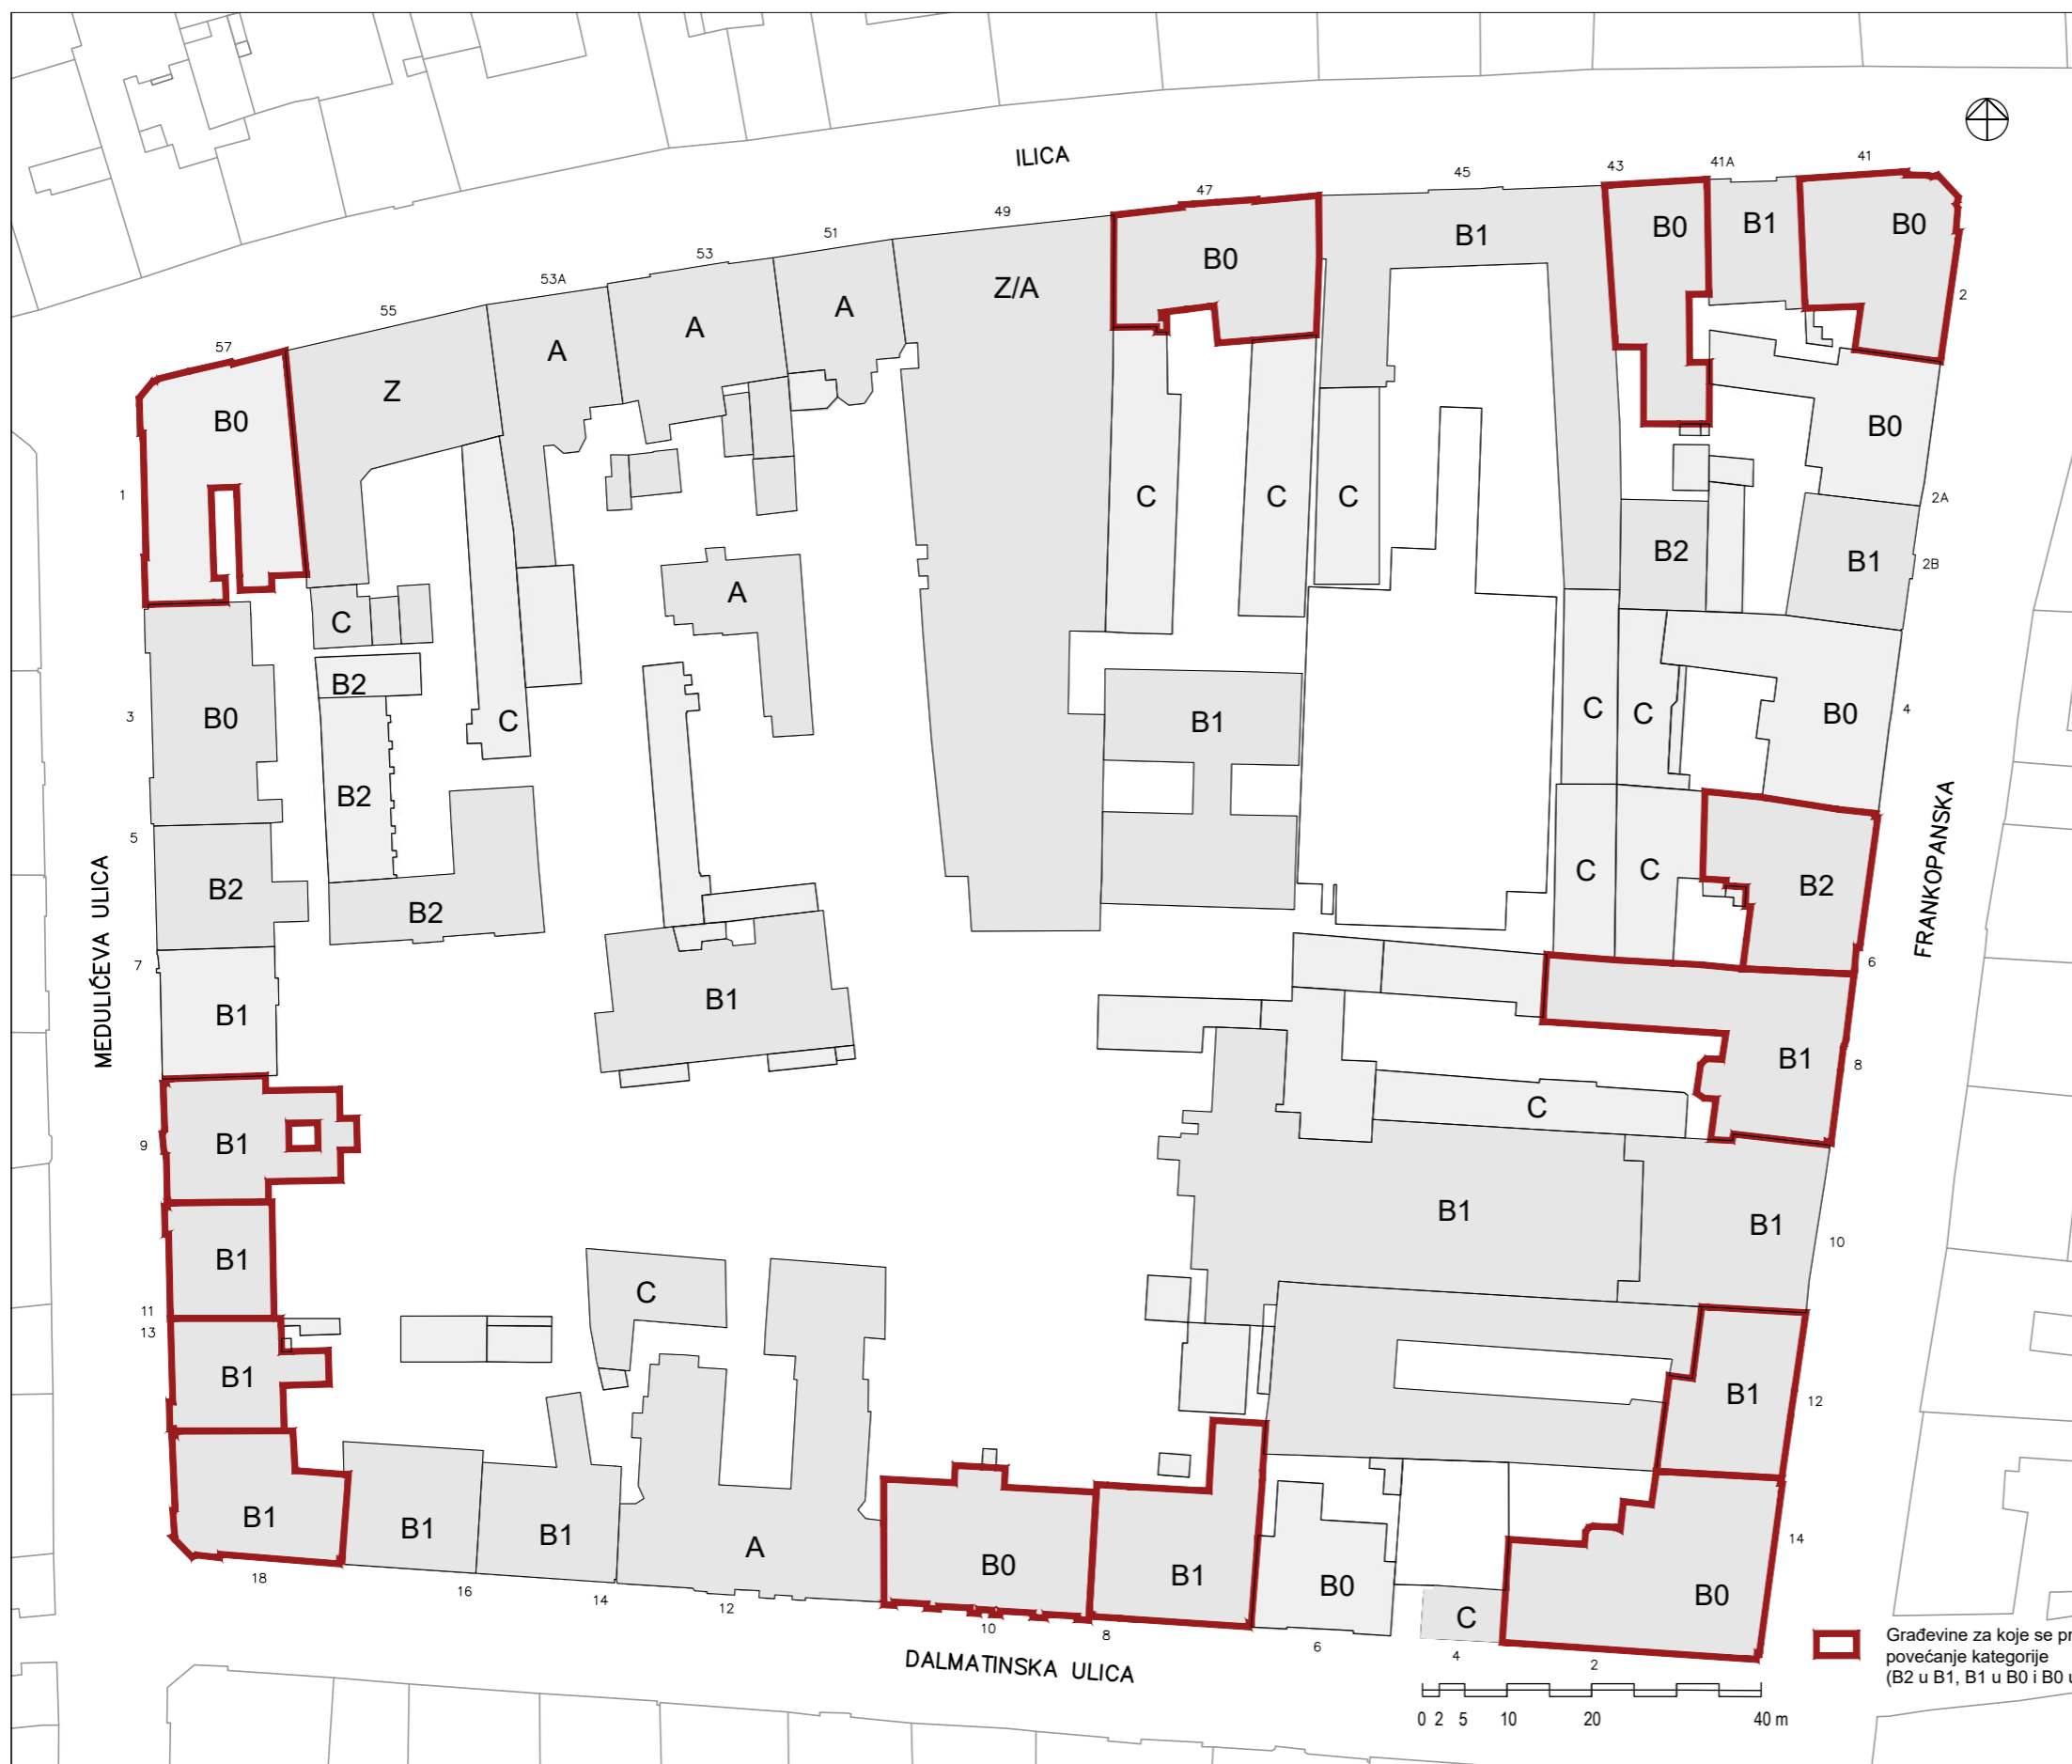 ILICA
41
41A
43
45
47
49
51
53
53A
55
57
B0
B1
B0
B1
B0
Z/A
A
A
A
Z
B0
2
B0
2A
B1
2B
B2
C
C
C
A
C
B2
C
B2
B2
1
3
B0
5
B2
7
B1
B1
B1
C
C
B0
4
C
C
B2
6
B1
8
C
B1
B1
10
B1
12
14
B0
MEDULIĆEVA ULICA
FRANKOPANSKA
9
B1
B1
11
13
B1
B1
B1
B1
C
A
B0
B1
B0
C
18
16
14
12
10
8
6
4
2
DALMATINSKA ULICA
Građevine za koje se pr
povećanje kategorije
(B2 u B1, B1 u B0 i B0 u
0 2 5 10 20 40 m